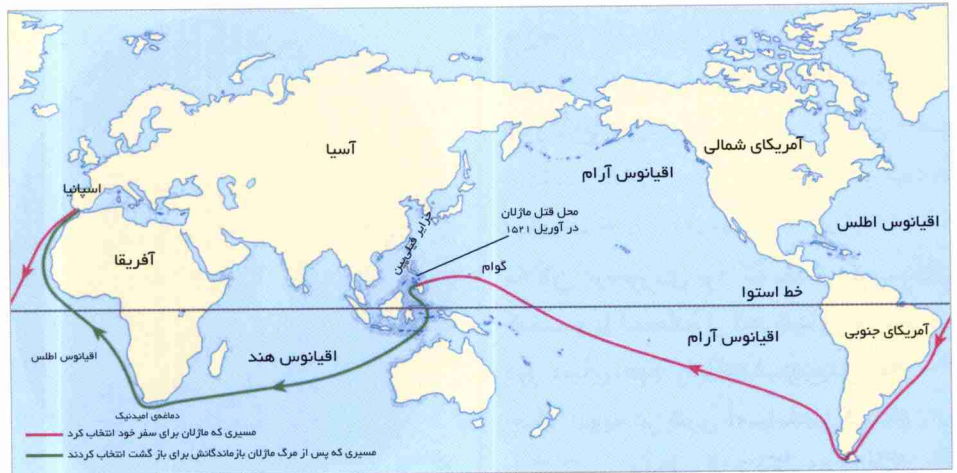 آمریکای شمالی
آسیا
اقیانوس آرام
اسپانیا
محل قتل ماژلان
در آوریل ۱۵۲۱
اقیانوس اطلس
جزایر فیلیپین
آفریقا
گوام
خط استوا
آمریکای جنوبی
اقیانوس آرام
اقیانوس هند
اقیانوس اطلس
دماغه‌ی امیدنیک
مسیری که ماژلان برای سفر خود انتخاب کرد
مسیری که پس از مرگ ماژلان بازماندگانش برای باز گشت انتخاب کردند